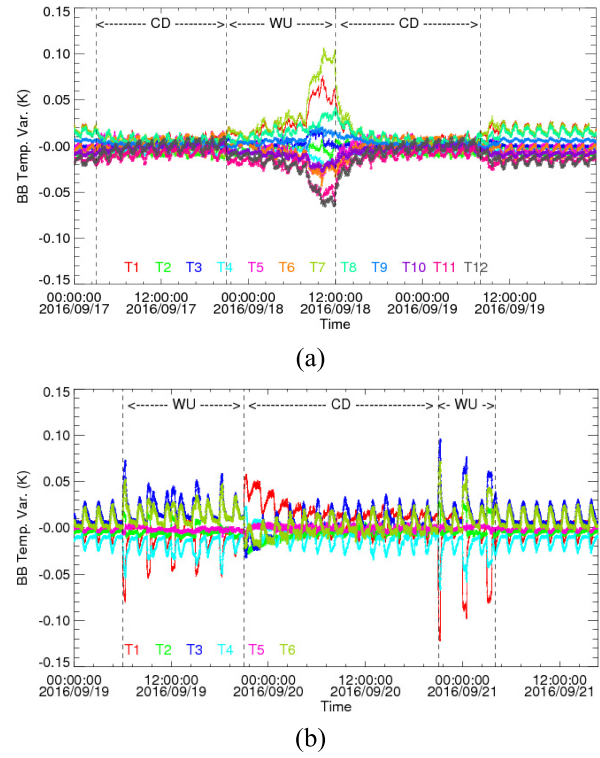 0.15
<------- CD ------->
<------ WU ------>
<-------- CD -------->
0.10
0.05
-0.00
-0.05
-0.10
-0.15
BB Temp. Var. (K)
T1 T2 T3 T4 T5 T6 T7 T8 T9 T10 T11 T12
00:00:00 12:00:00 00:00:00 12:00:00 00:00:00 12:00:00
2016/09/17 2016/09/17 2016/09/18 2016/09/18 2016/09/19 2016/09/19
Time
(a)
0.15
<------- WU ------->
<-------------- CD -------------->
<- WU ->
0.10
0.05
-0.00
-0.05
-0.10
-0.15
BB Temp. Var. (K)
T1 T2 T3 T4 T5 T6
00:00:00 12:00:00 00:00:00 12:00:00 00:00:00 12:00:00
2016/09/19 2016/09/19 2016/09/20 2016/09/20 2016/09/21 2016/09/21
Time
(b)